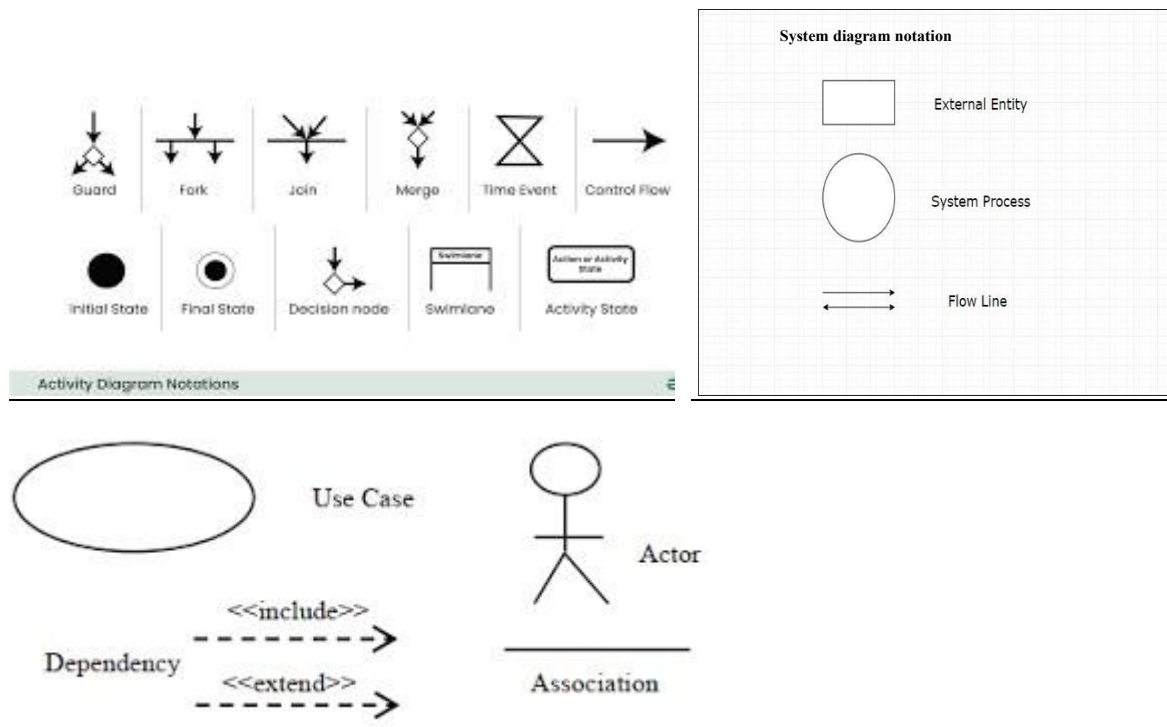 Guard
Fork
Join
Merge
Time Event
Control Flow
Swimlane
Action or Activity
State
Initial State
Final State
Decision node
Swimlane
Activity State
Activity Diagram Notations
System diagram notation
External Entity
System Process
Flow Line
Use Case
Actor
<<include>>
Dependency
<<extend>>
Association